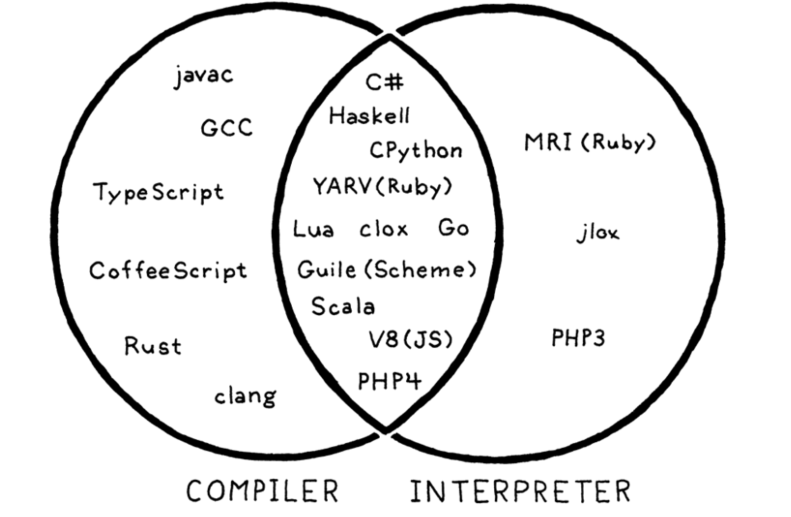 javac
GCC
TypeScript
CoffeeScript
Rust
clang
C#
Haskell
CPython
YARV(Ruby)
Lua clox Go
Guile (Scheme)
Scala
V8(JS)
PHP4
MRI (Ruby)
jlox
PHP3
COMPILER INTERPRETER